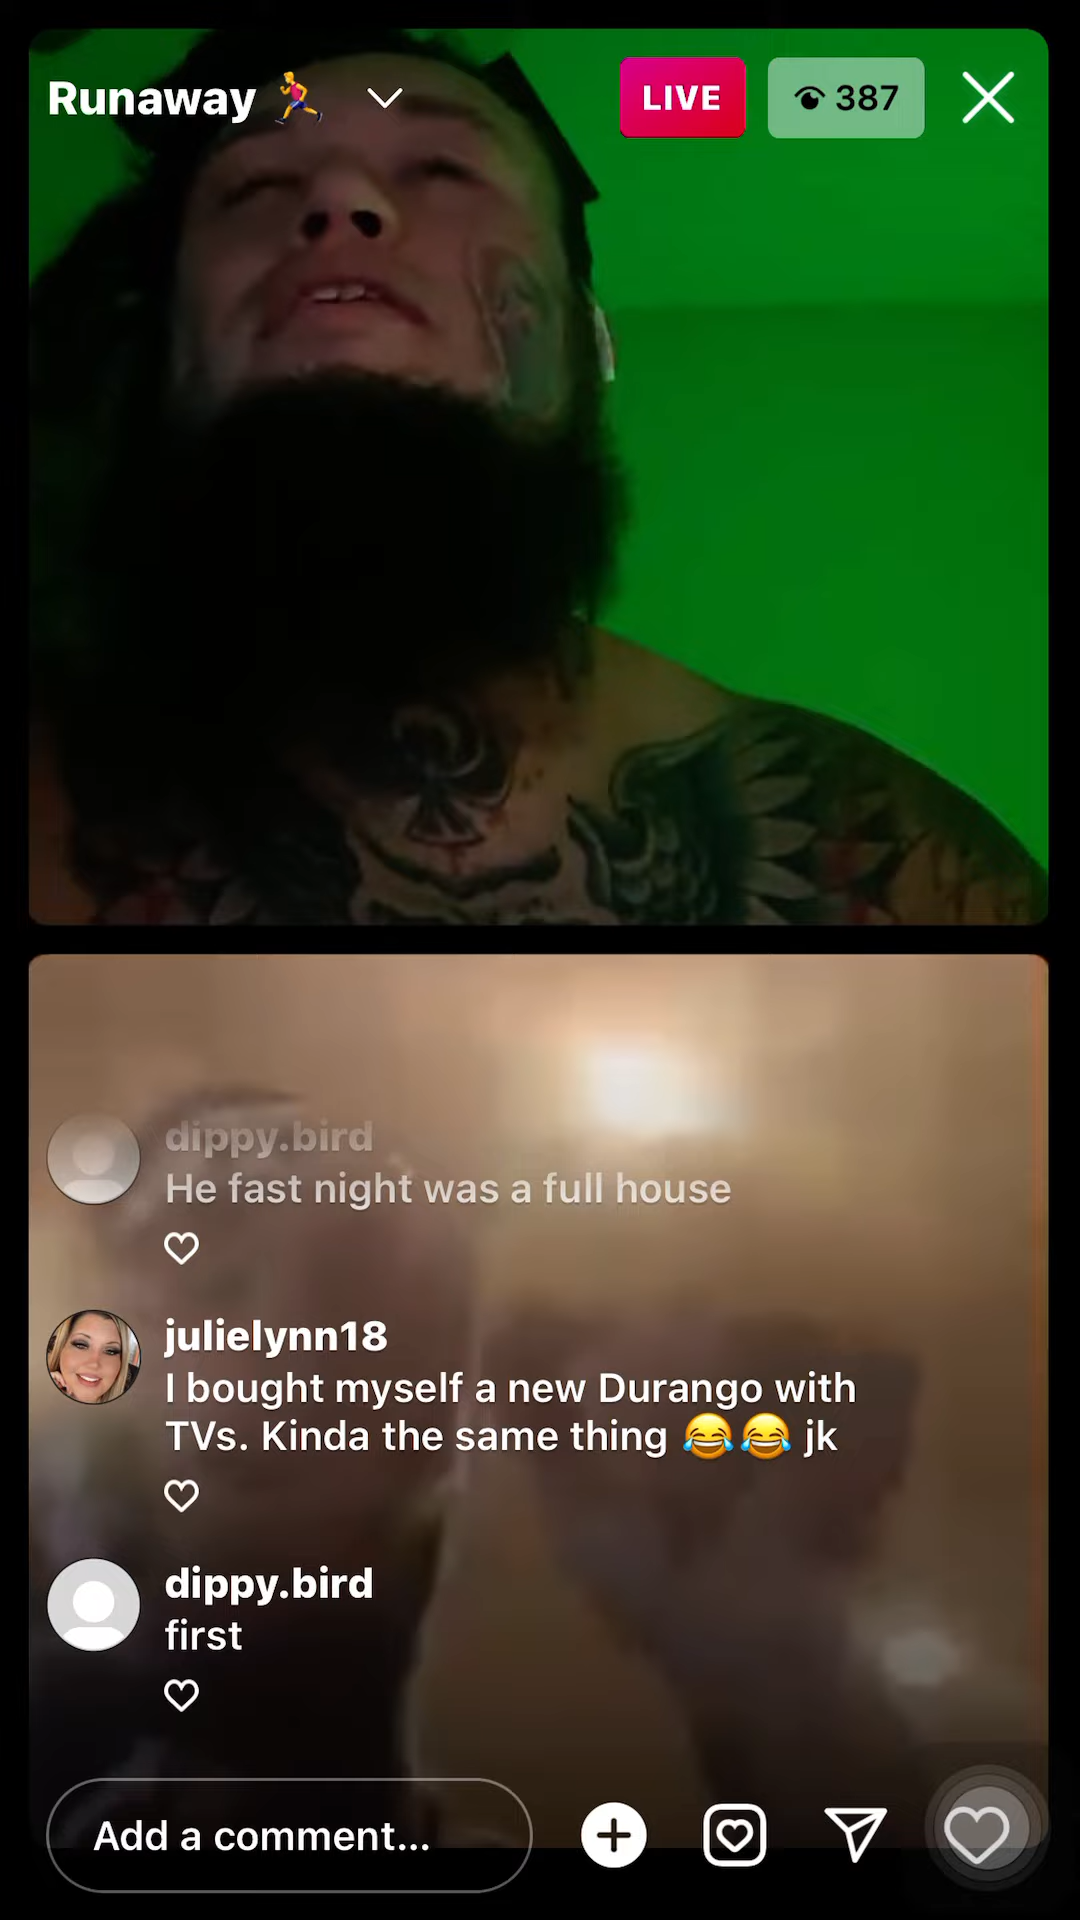 Runaway 🏃
LIVE
387
dippy.bird
He fast night was a full house
julielynn18
I bought myself a new Durango with
TVs. Kinda the same thing 😂😂 jk
dippy.bird
first
Add a comment...